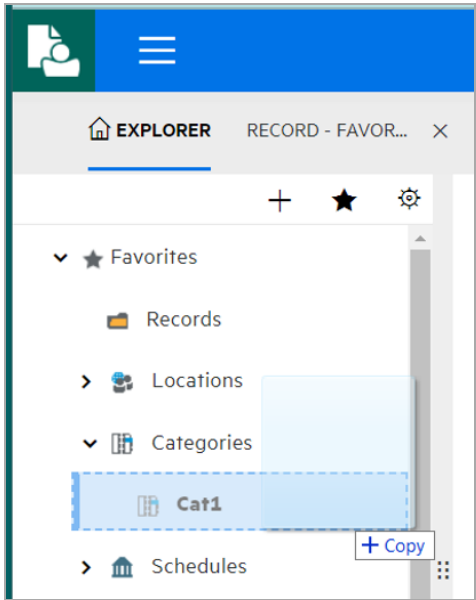 EXPLORER RECORD - FAVOR...
Favorites
Records
Locations
Categories
Cat1
Copy
Schedules